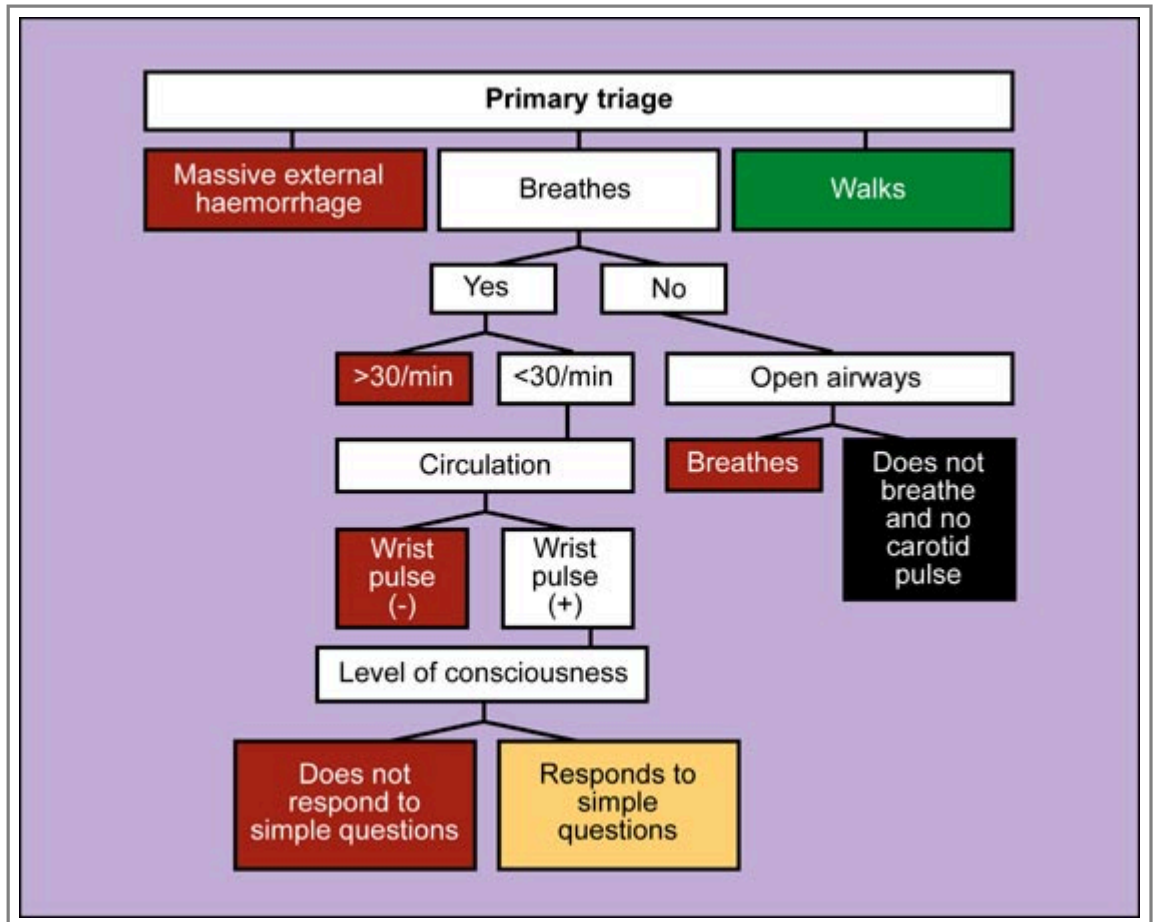 Primary triage
Massive external
haemorrhage
Breathes
Walks
Yes
No
>30/min
<30/min
Open airways
Circulation
Breathes
Does not
breathe
and no
carotid
pulse
Wrist
pulse
(-)
Wrist
pulse
(+)
Level of consciousness
Does not
respond to
simple questions
Responds to
simple
questions